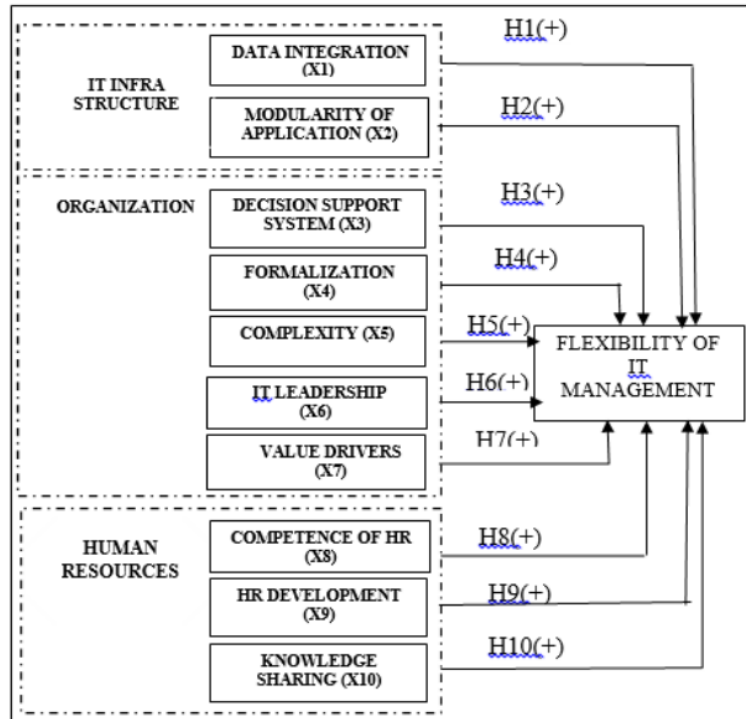 H1(+)
DATA INTEGRATION
(X1)
IT INFRA
STRUCTURE
H2(+)
MODULARITY OF
APPLICATION (X2)
ORGANIZATION
DECISION SUPPORT
SYSTEM (X3)
H3(+)
H4(+)
FORMALIZATION
(X4)
COMPLEXITY (X5)
H5(+)
FLEXIBILITY OF
IT
MANAGEMENT
H6(+)
IT LEADERSHIP
(X6)
H7(+)
VALUE DRIVERS
(X7)
HUMAN
RESOURCES
COMPETENCE OF HR
(X8)
H8(+)
HR DEVELOPMENT
(X9)
H9(+)
KNOWLEDGE
SHARING (X10)
H10(+)